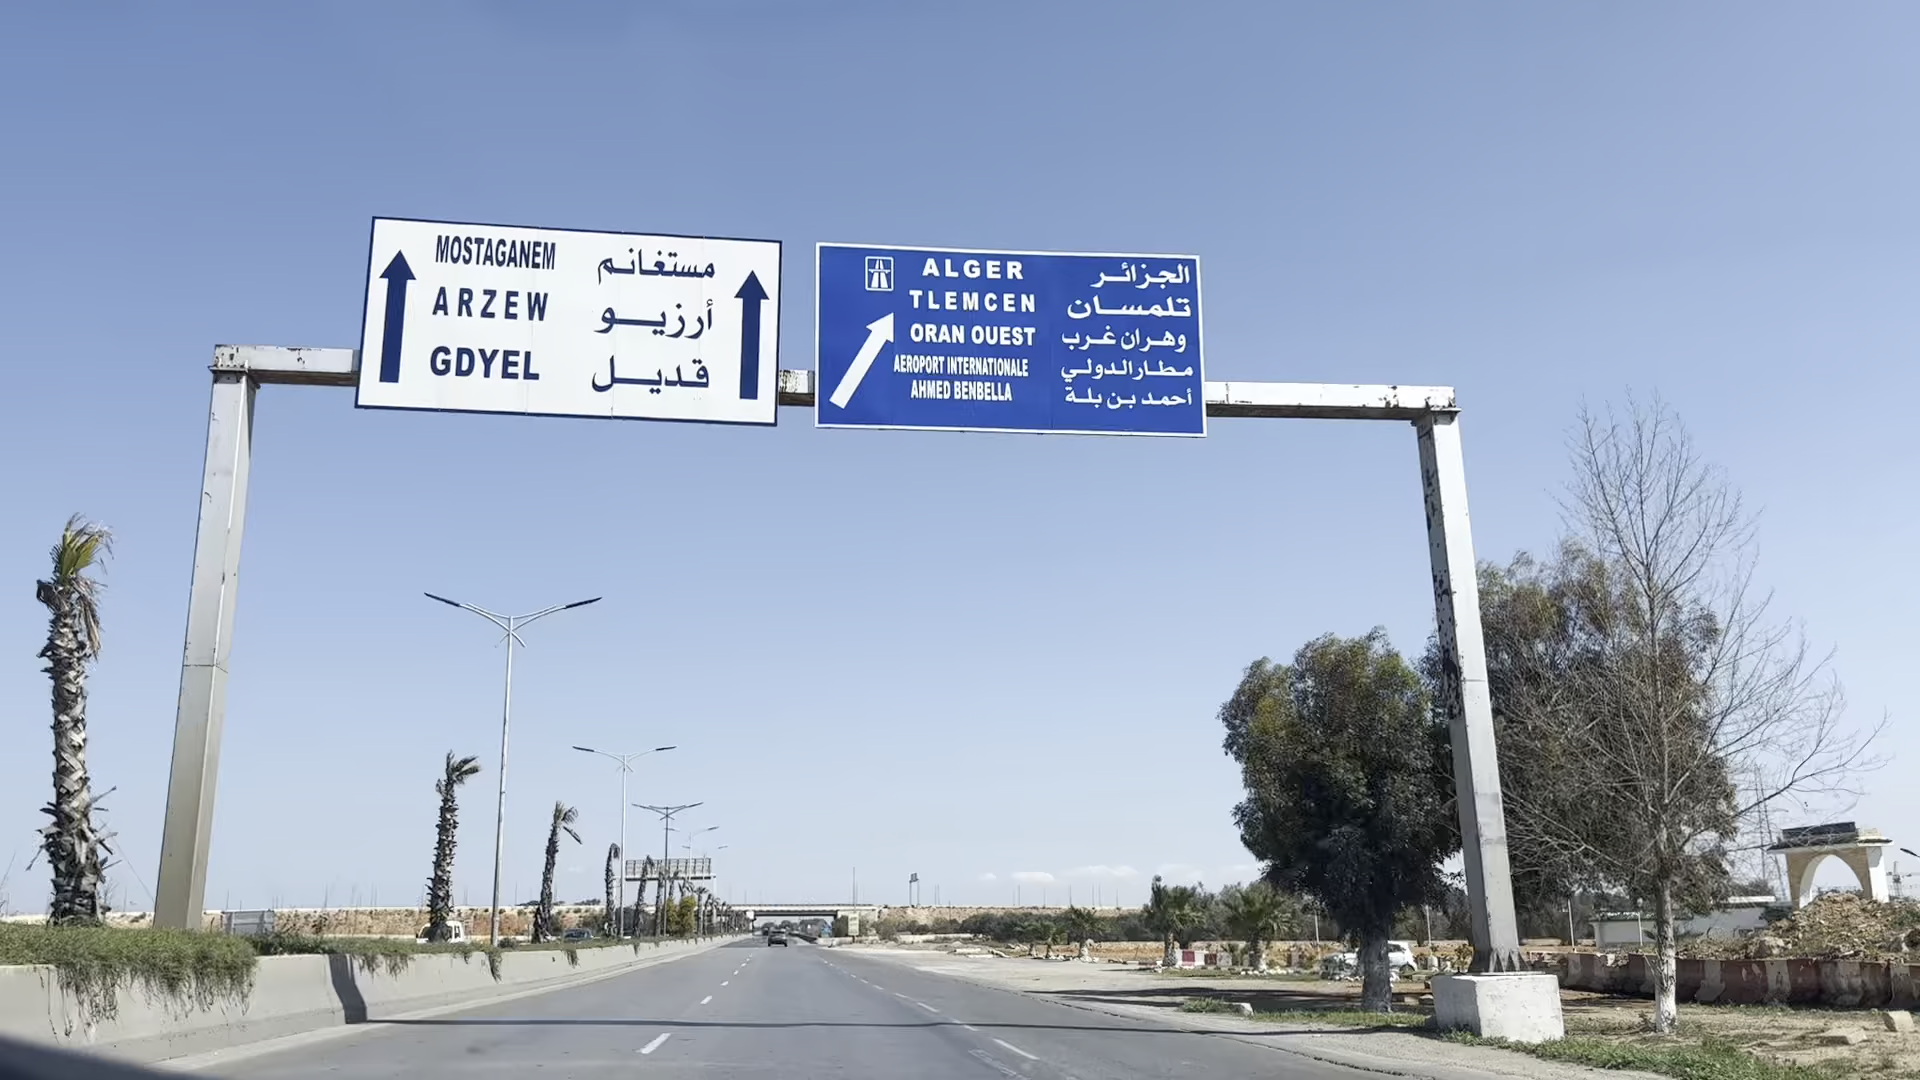 MOSTAGANEM مستغانم
ARZEW أرزيو
GDYEL قديل
ALGER الجزائر
TLEMCEN تلمسان
ORAN OUEST وهران غرب
AEROPORT INTERNATIONALE مطار الدولي
AHMED BENBELLA أحمد بن بلة